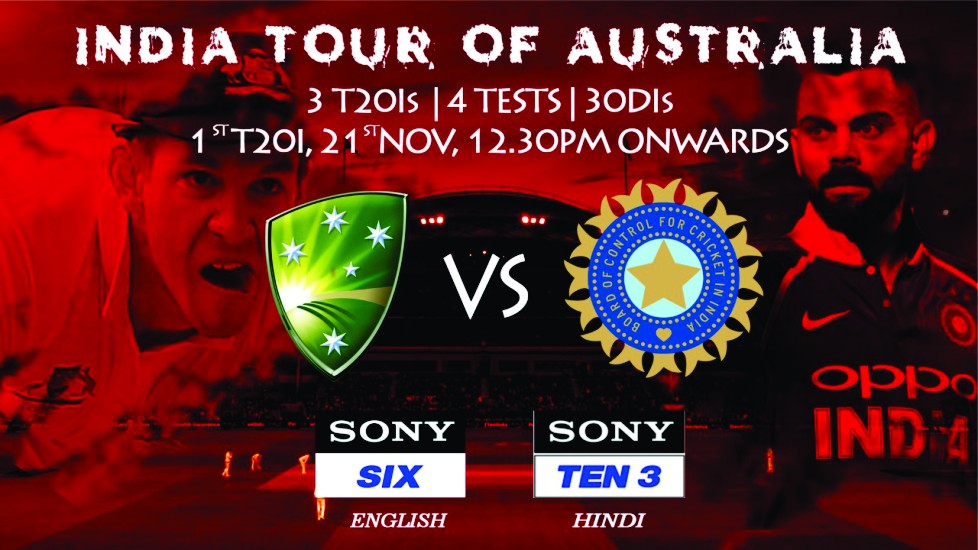 INDIA TOUR OF AUSTRALIA
3 T20Is | 4 TESTS | 3ODIs
1ST T20I, 21ST NOV, 12.30PM ONWARDS
VS
BOARD OF CONTROL FOR CRICKET IN INDIA
oppo
INDIA
SONY
SIX
ENGLISH
SONY
TEN 3
HINDI